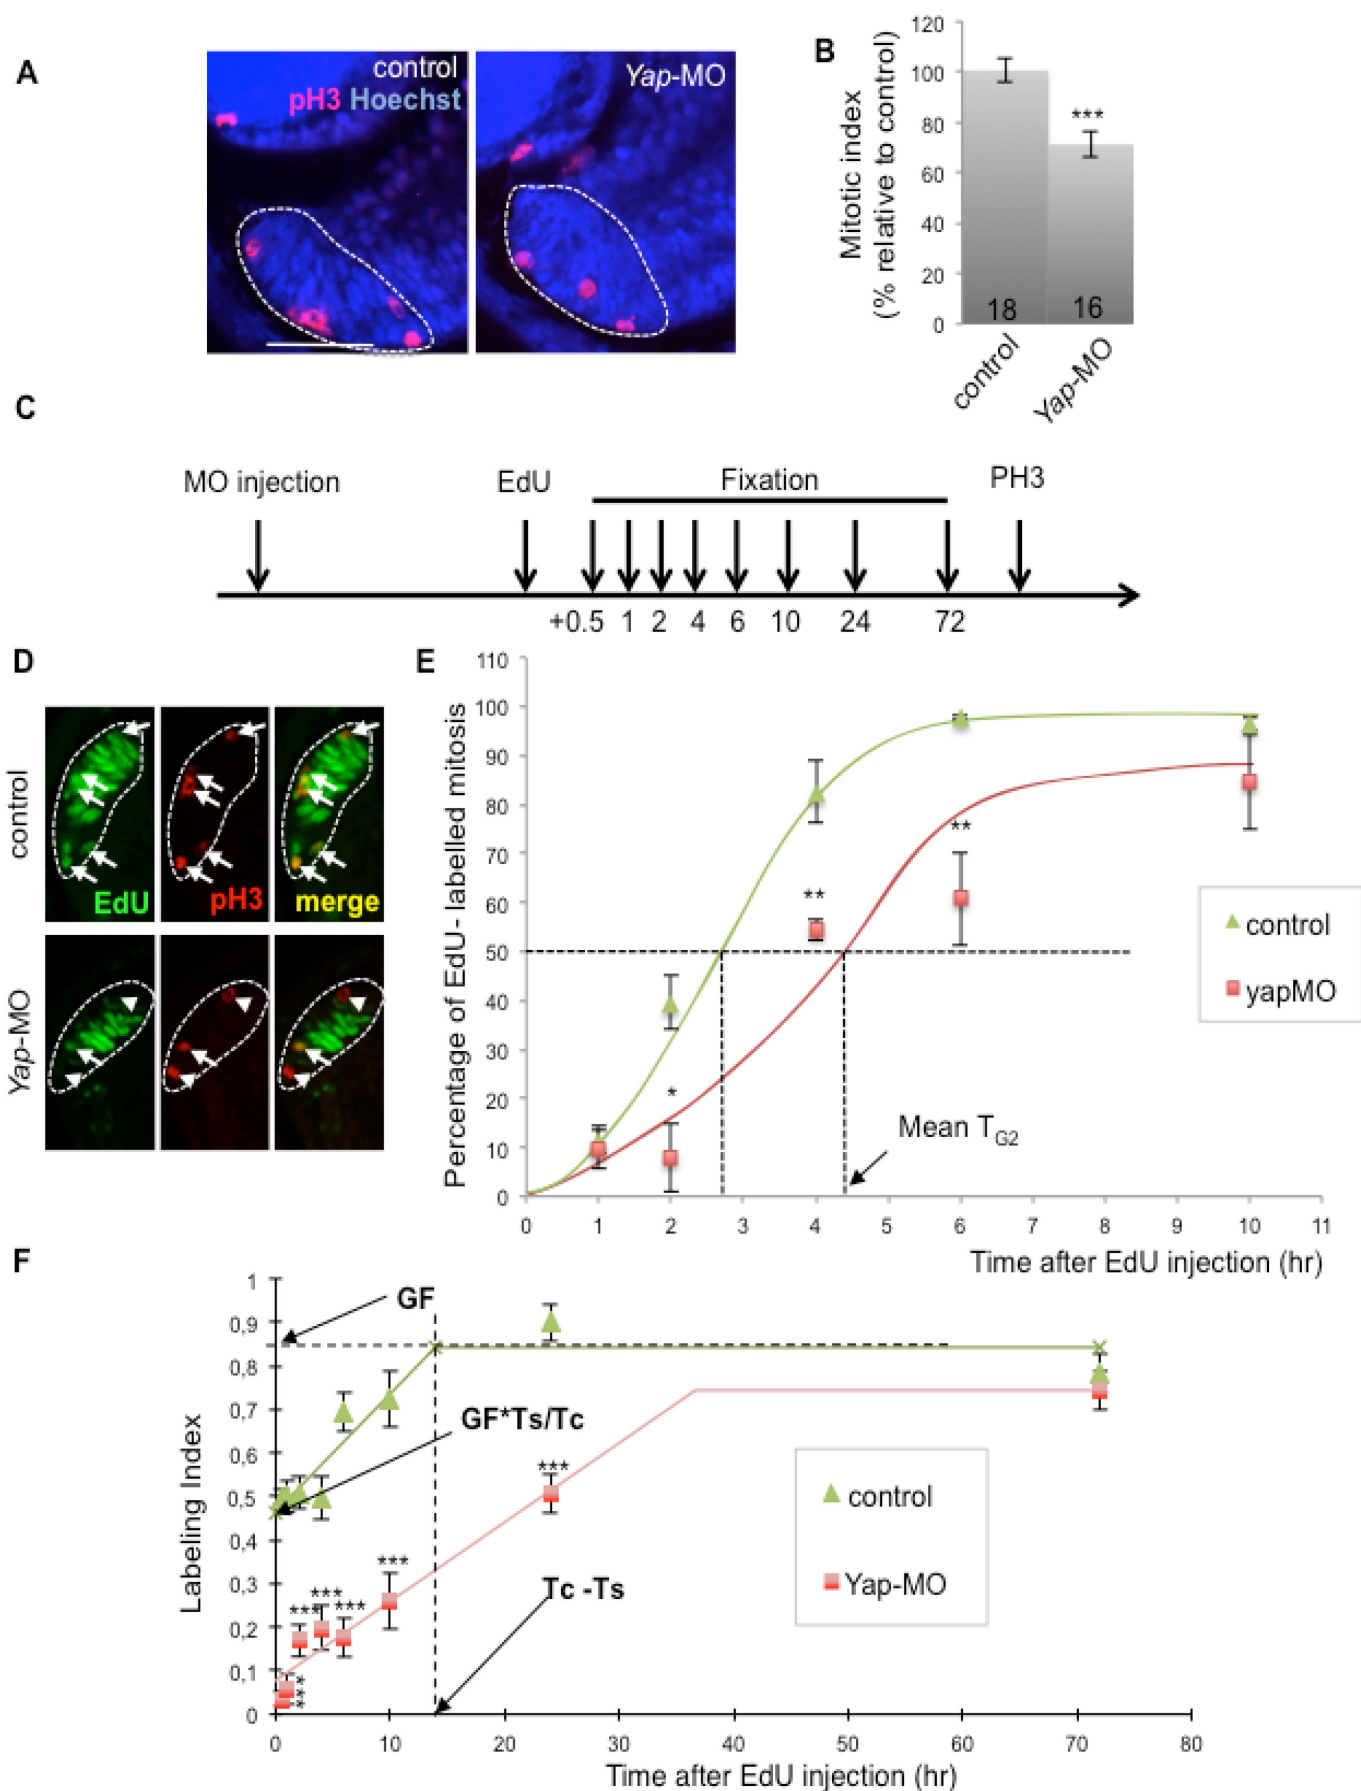 A
control
pH3 Hoechst
Yap-MO
B
Mitotic index
(% relative to control)
120
100
80
60
40
20
0
***
18
16
control
Yap-MO
C
MO injection
EdU
Fixation
PH3
+0.5 1 2 4 6 10 24 72
D
control
EdU
pH3
merge
Yap-MO
E
Percentage of EdU- labelled mitosis
110
100
90
80
70
60
50
40
30
20
10
0
*
**
**
Mean TG2
control
yapMO
0 1 2 3 4 5 6 7 8 9 10 11
Time after EdU injection (hr)
F
Labeling Index
1
0,9
0,8
0,7
0,6
0,5
0,4
0,3
0,2
0,1
0
GF
GF*Ts/Tc
Tc -Ts
***
***
***
***
***
***
control
Yap-MO
0 10 20 30 40 50 60 70 80
Time after EdU injection (hr)